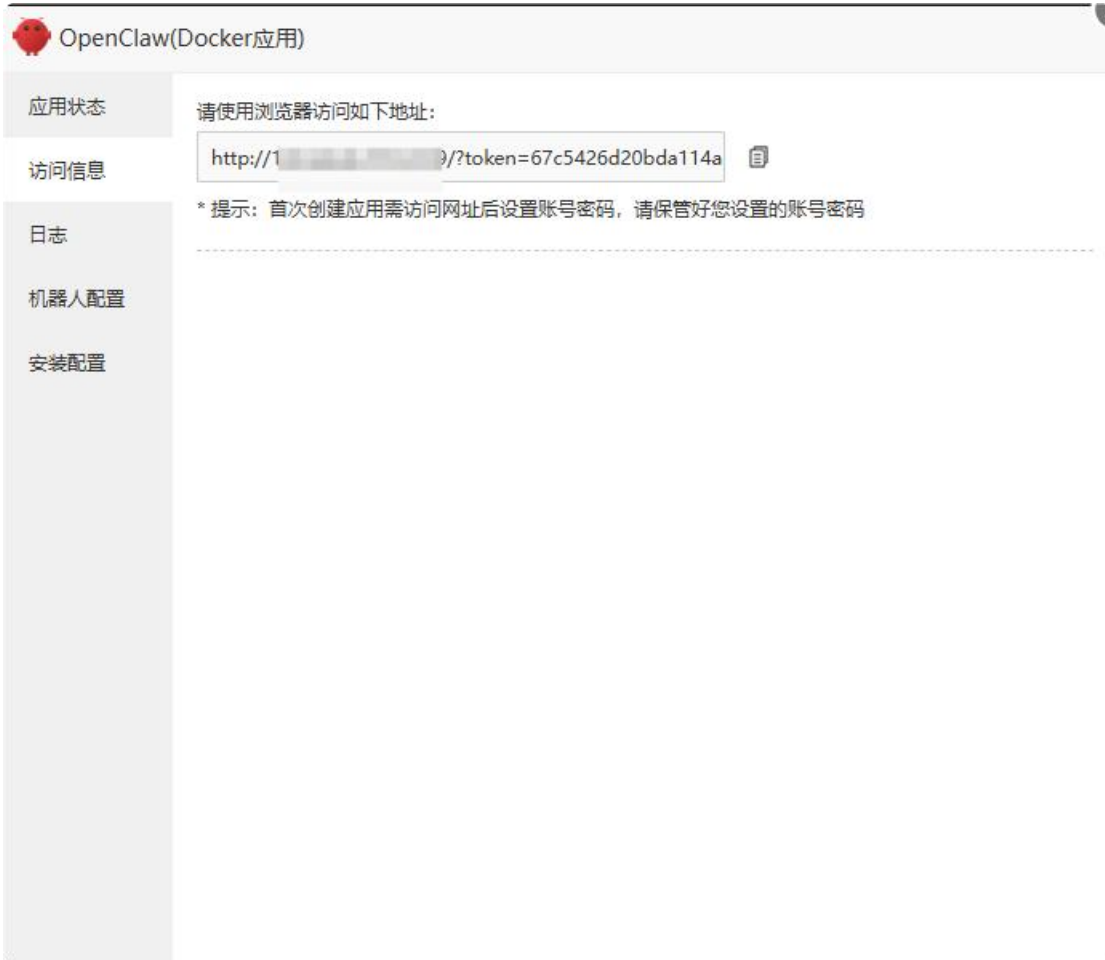 OpenClaw(Docker应用)
应用状态
访问信息
日志
机器人配置
安装配置
请使用浏览器访问如下地址：
http://1 9/?token=67c5426d20bda114a
* 提示：首次创建应用需访问网址后设置账号密码，请保管好您设置的账号密码